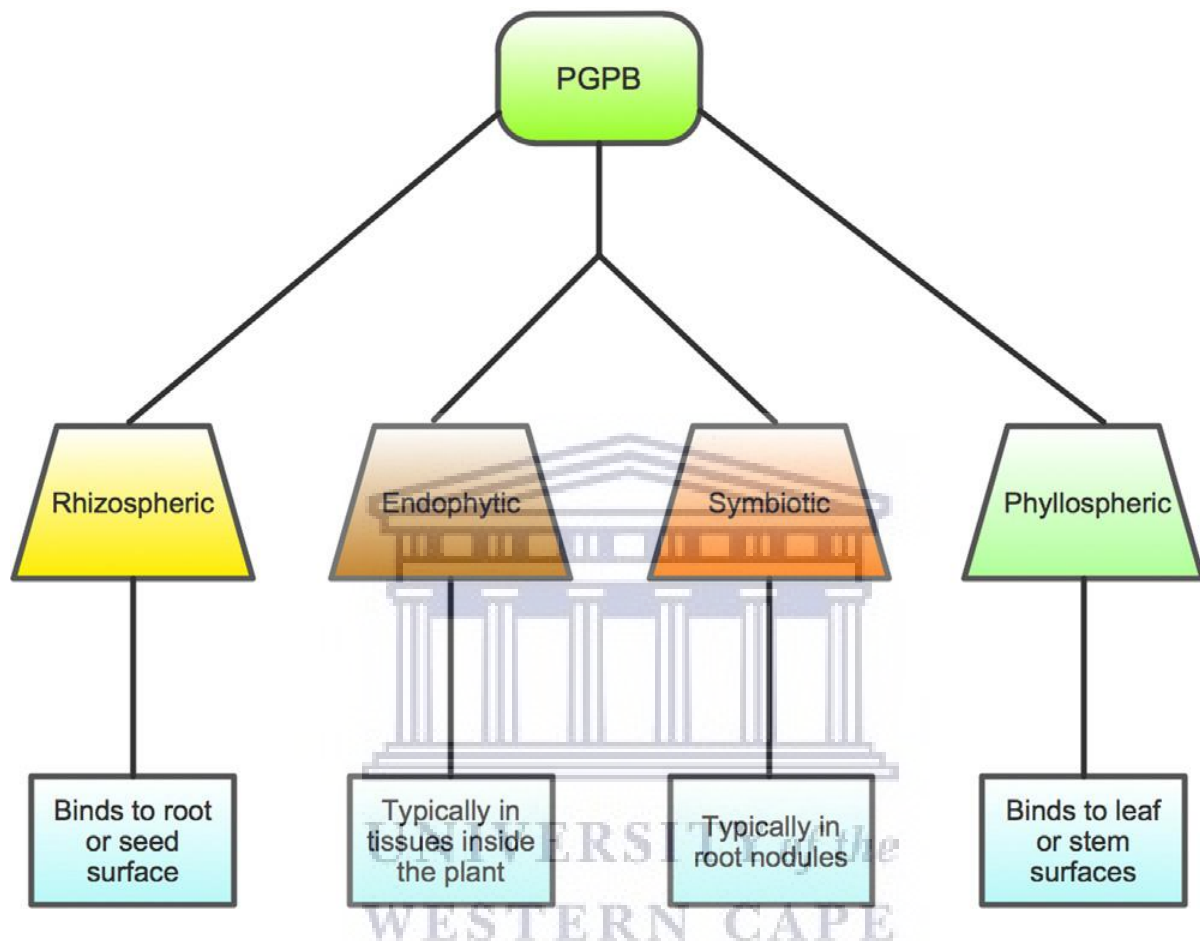 PGPB
Rhizospheric
Endophytic
Symbiotic
Phyllospheric
Binds to root
or seed
surface
Typically in
tissues inside
the plant
Typically in
root nodules
Binds to leaf
or stem
surfaces
UNIVERSITY of the
WESTERN CAPE